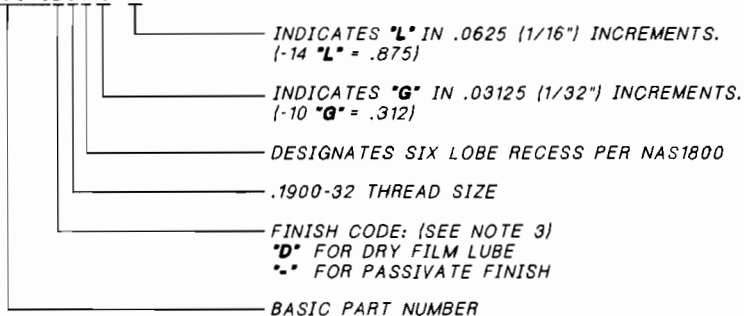 INDICATES "L" IN .0625 (1/16") INCREMENTS.
(-14 "L" = .875)
INDICATES "G" IN .03125 (1/32") INCREMENTS.
(-10 "G" = .312)
DESIGNATES SIX LOBE RECESS PER NAS1800
.1900-32 THREAD SIZE
FINISH CODE: (SEE NOTE 3)
"D" FOR DRY FILM LUBE
"-" FOR PASSIVATE FINISH
BASIC PART NUMBER